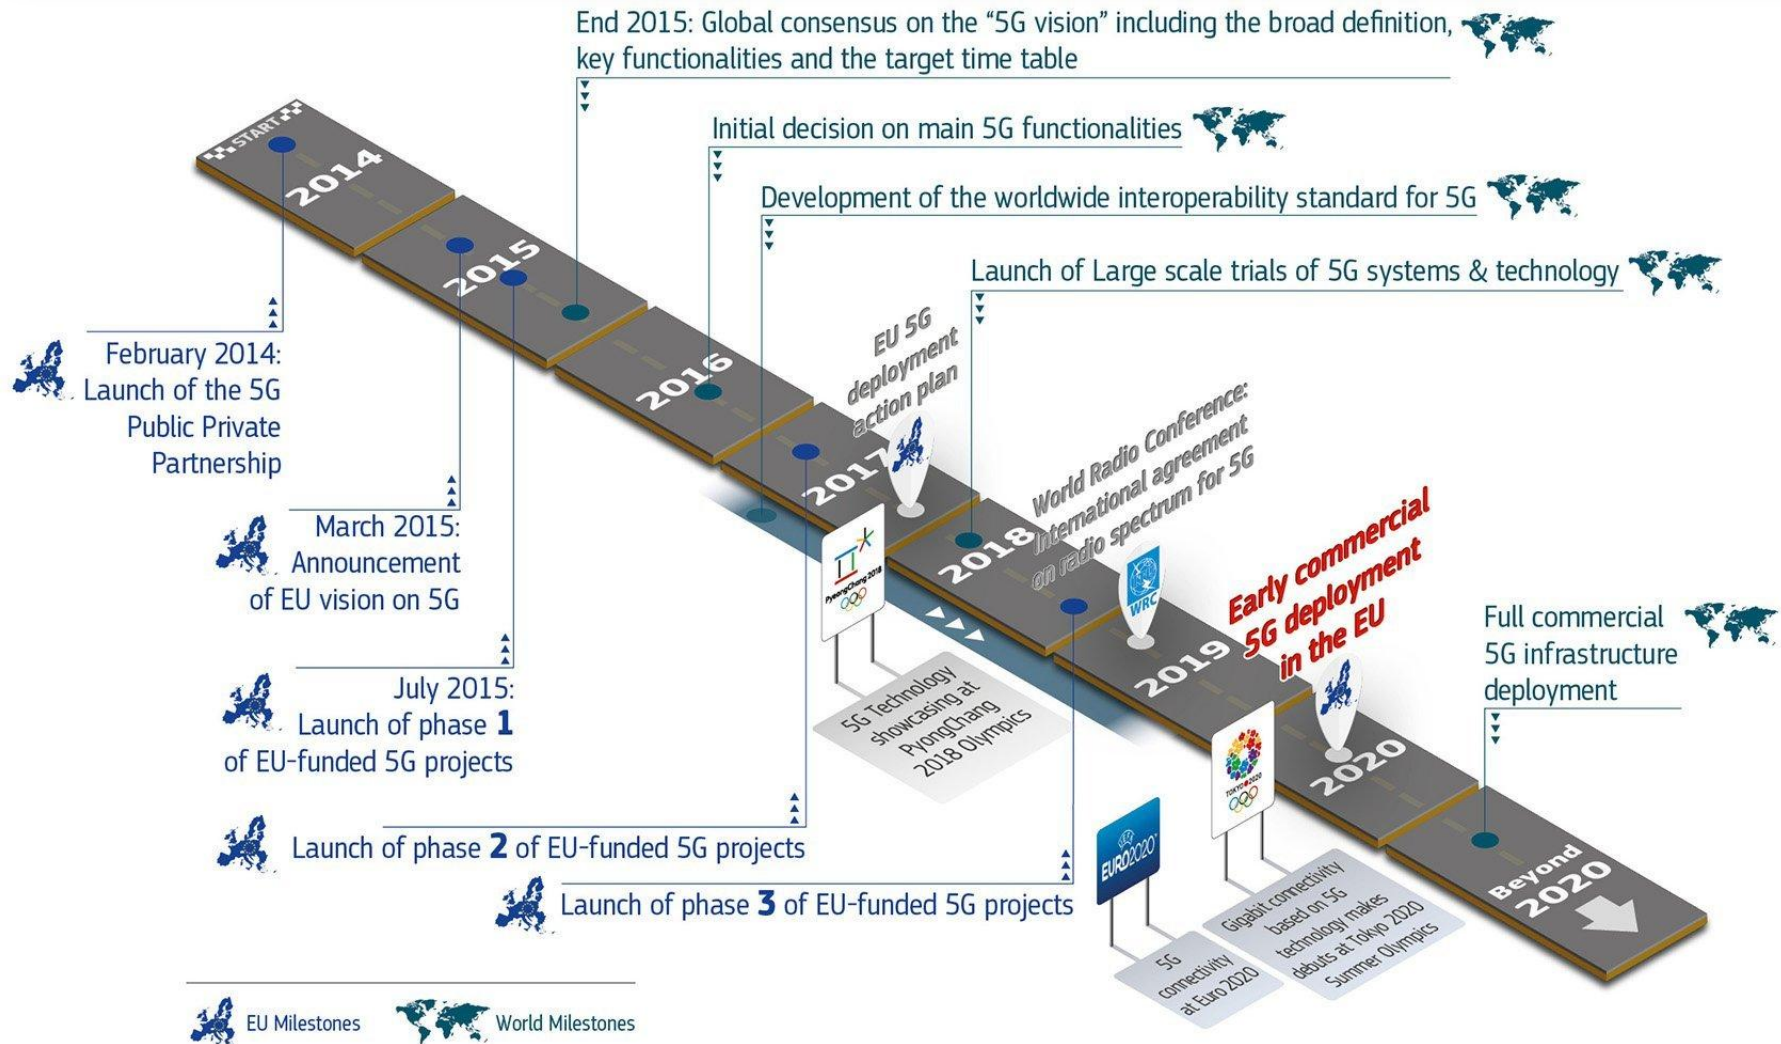 End 2015: Global consensus on the “5G vision” including the broad definition,
key functionalities and the target time table
Initial decision on main 5G functionalities
Development of the worldwide interoperability standard for 5G
Launch of Large scale trials of 5G systems & technology
START
2014
2015
2016
2017
2018
2019
2020
Beyond
2020
February 2014:
Launch of the 5G
Public Private
Partnership
March 2015:
Announcement
of EU vision on 5G
July 2015:
Launch of phase 1
of EU-funded 5G projects
Launch of phase 2 of EU-funded 5G projects
Launch of phase 3 of EU-funded 5G projects
EU 5G
deployment
action plan
World Radio Conference:
International agreement
on radio spectrum for 5G
WRC
Early commercial
5G deployment
in the EU
Full commercial
5G infrastructure
deployment
PyeongChang 2018
5G Technology
showcasing at
PyongChang
2018 Olympics
EURO2020
5G
connectivity
at Euro 2020
TOKYO 2020
Gigabit connectivity
based on 5G
technology makes
debuts at Tokyo 2020
Summer Olympics
EU Milestones
World Milestones